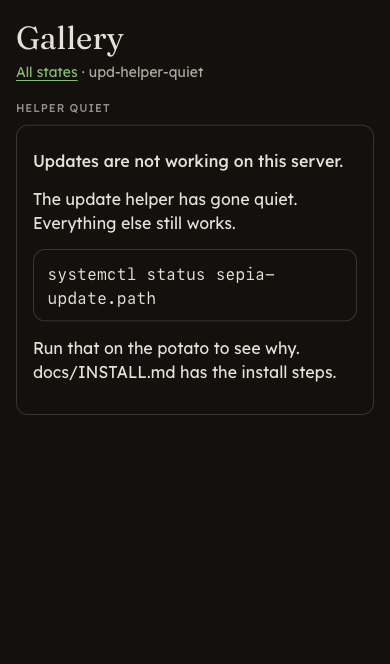 Gallery
All states · upd-helper-quiet
HELPER QUIET
Updates are not working on this server.
The update helper has gone quiet.
Everything else still works.
systemctl status sepia-
update.path
Run that on the potato to see why.
docs/INSTALL.md has the install steps.